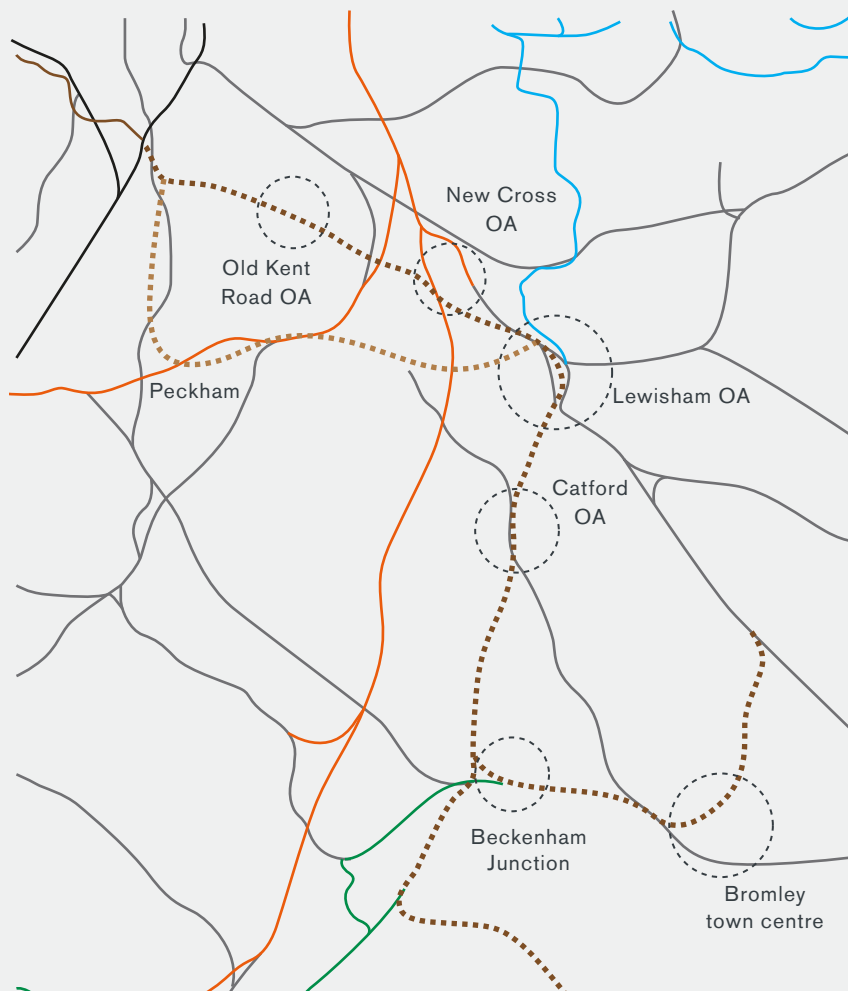 New Cross
OA
Old Kent
Road OA
Peckham
Lewisham OA
Catford
OA
Beckenham
Junction
Bromley
town centre